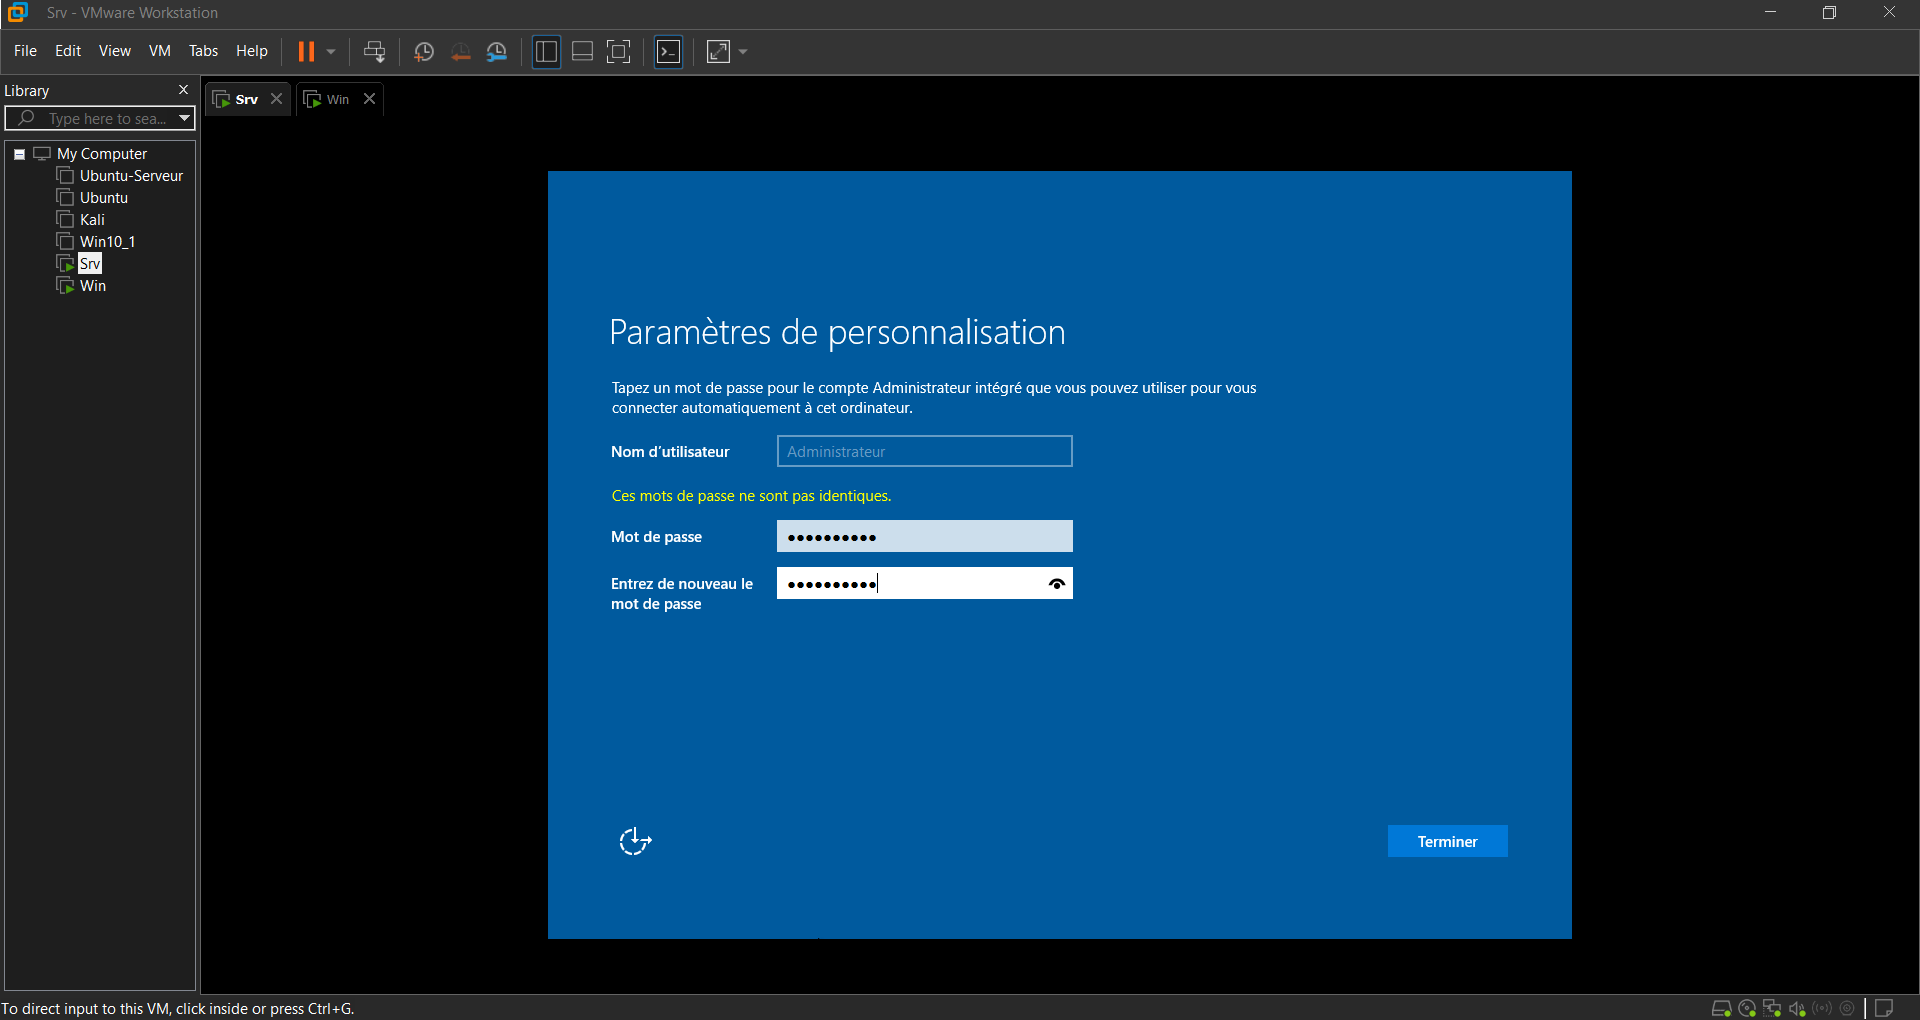 Srv - VMware Workstation
File Edit View VM Tabs Help
Library
Type here to sea...
My Computer
Ubuntu-Serveur
Ubuntu
Kali
Win10_1
Srv
Win
Srv
Win
Paramètres de personnalisation
Tapez un mot de passe pour le compte Administrateur intégré que vous pouvez utiliser pour vous
connecter automatiquement à cet ordinateur.
Nom d'utilisateur
Administrateur
Ces mots de passe ne sont pas identiques.
Mot de passe
●●●●●●●●●●
Entrez de nouveau le
mot de passe
●●●●●●●●●●
Terminer
To direct input to this VM, click inside or press Ctrl+G.